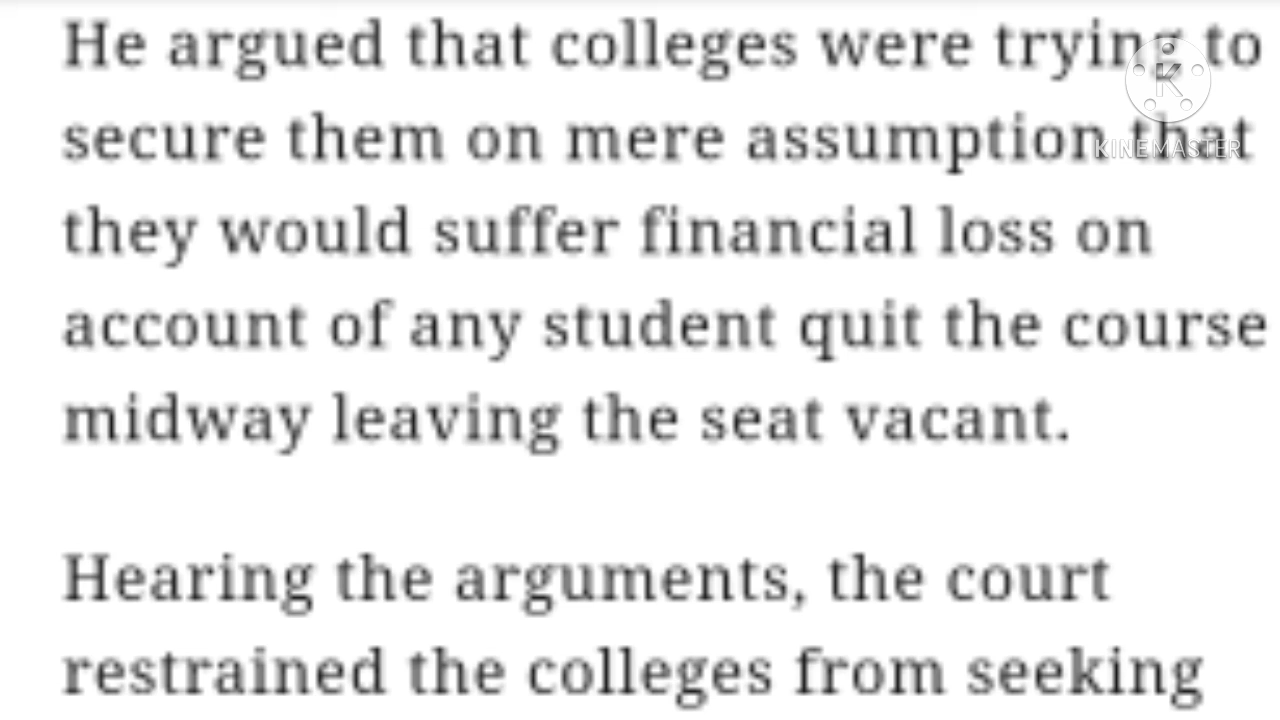 He argued that colleges were trying to
secure them on mere assumption that
they would suffer financial loss on
account of any student quit the course
midway leaving the seat vacant.
Hearing the arguments, the court
restrained the colleges from seeking
K
KINEMASTER